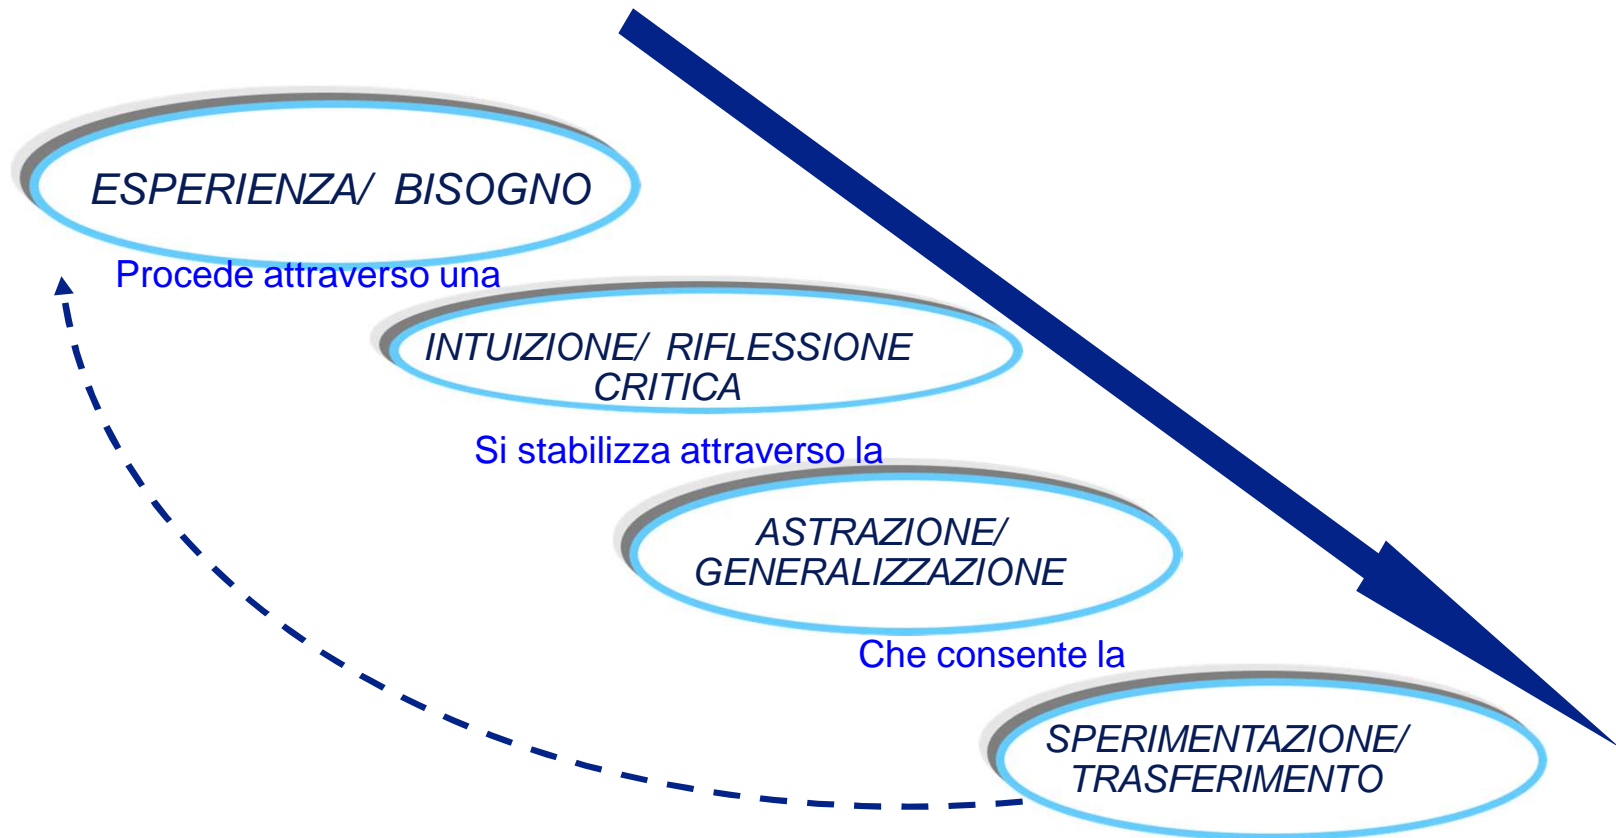 ESPERIENZA/ BISOGNO
Procede attraverso una
INTUIZIONE/ RIFLESSIONE
CRITICA
Si stabilizza attraverso la
ASTRAZIONE/
GENERALIZZAZIONE
Che consente la
SPERIMENTAZIONE/
TRASFERIMENTO